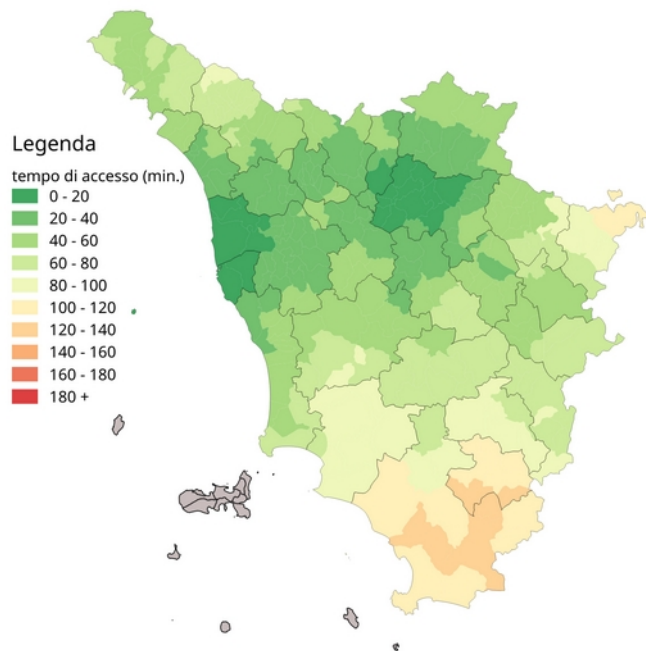 Legenda
tempo di accesso (min.)
0 - 20
20 - 40
40 - 60
60 - 80
80 - 100
100 - 120
120 - 140
140 - 160
160 - 180
180 +